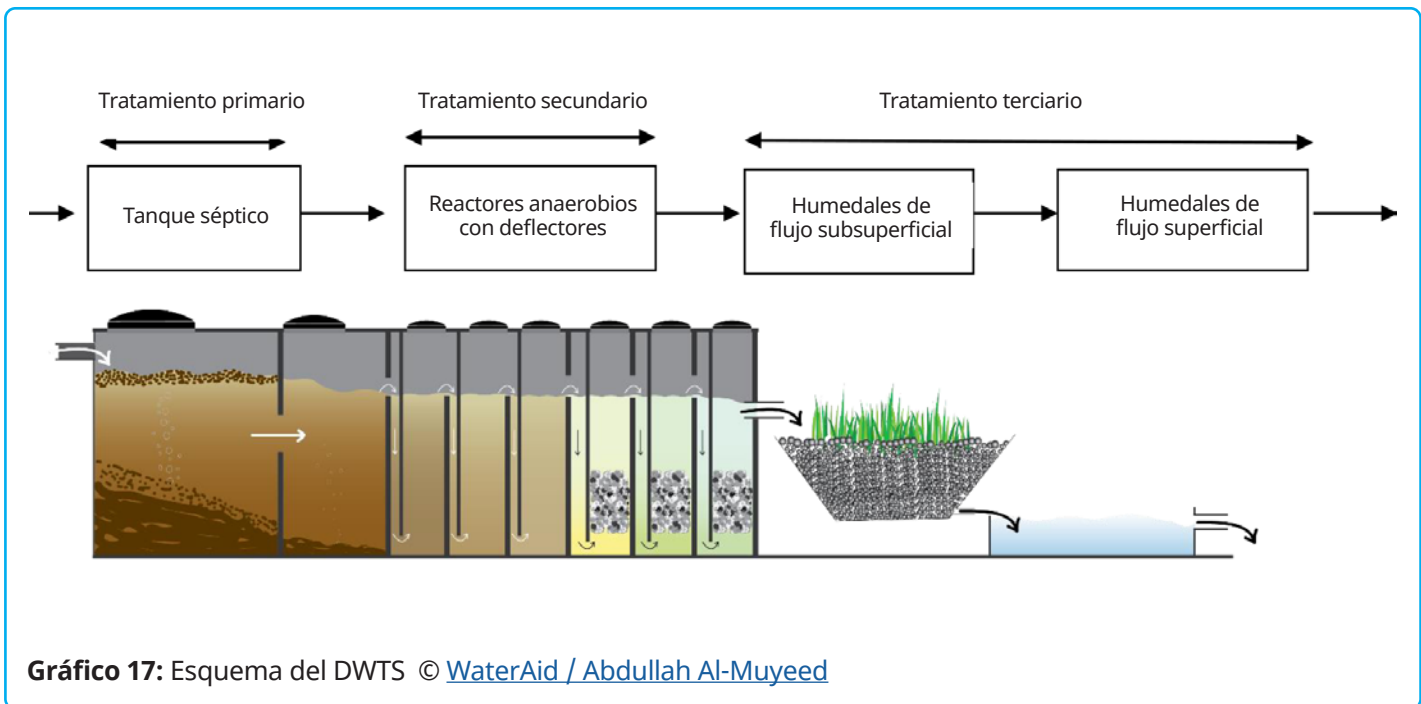 Tratamiento primario
Tratamiento secundario
Tratamiento terciario
Tanque séptico
Reactores anaerobios
con deflectores
Humedales de
flujo subsuperficial
Humedales de
flujo superficial
Gráfico 17: Esquema del DWTS © WaterAid / Abdullah Al-Muyeed